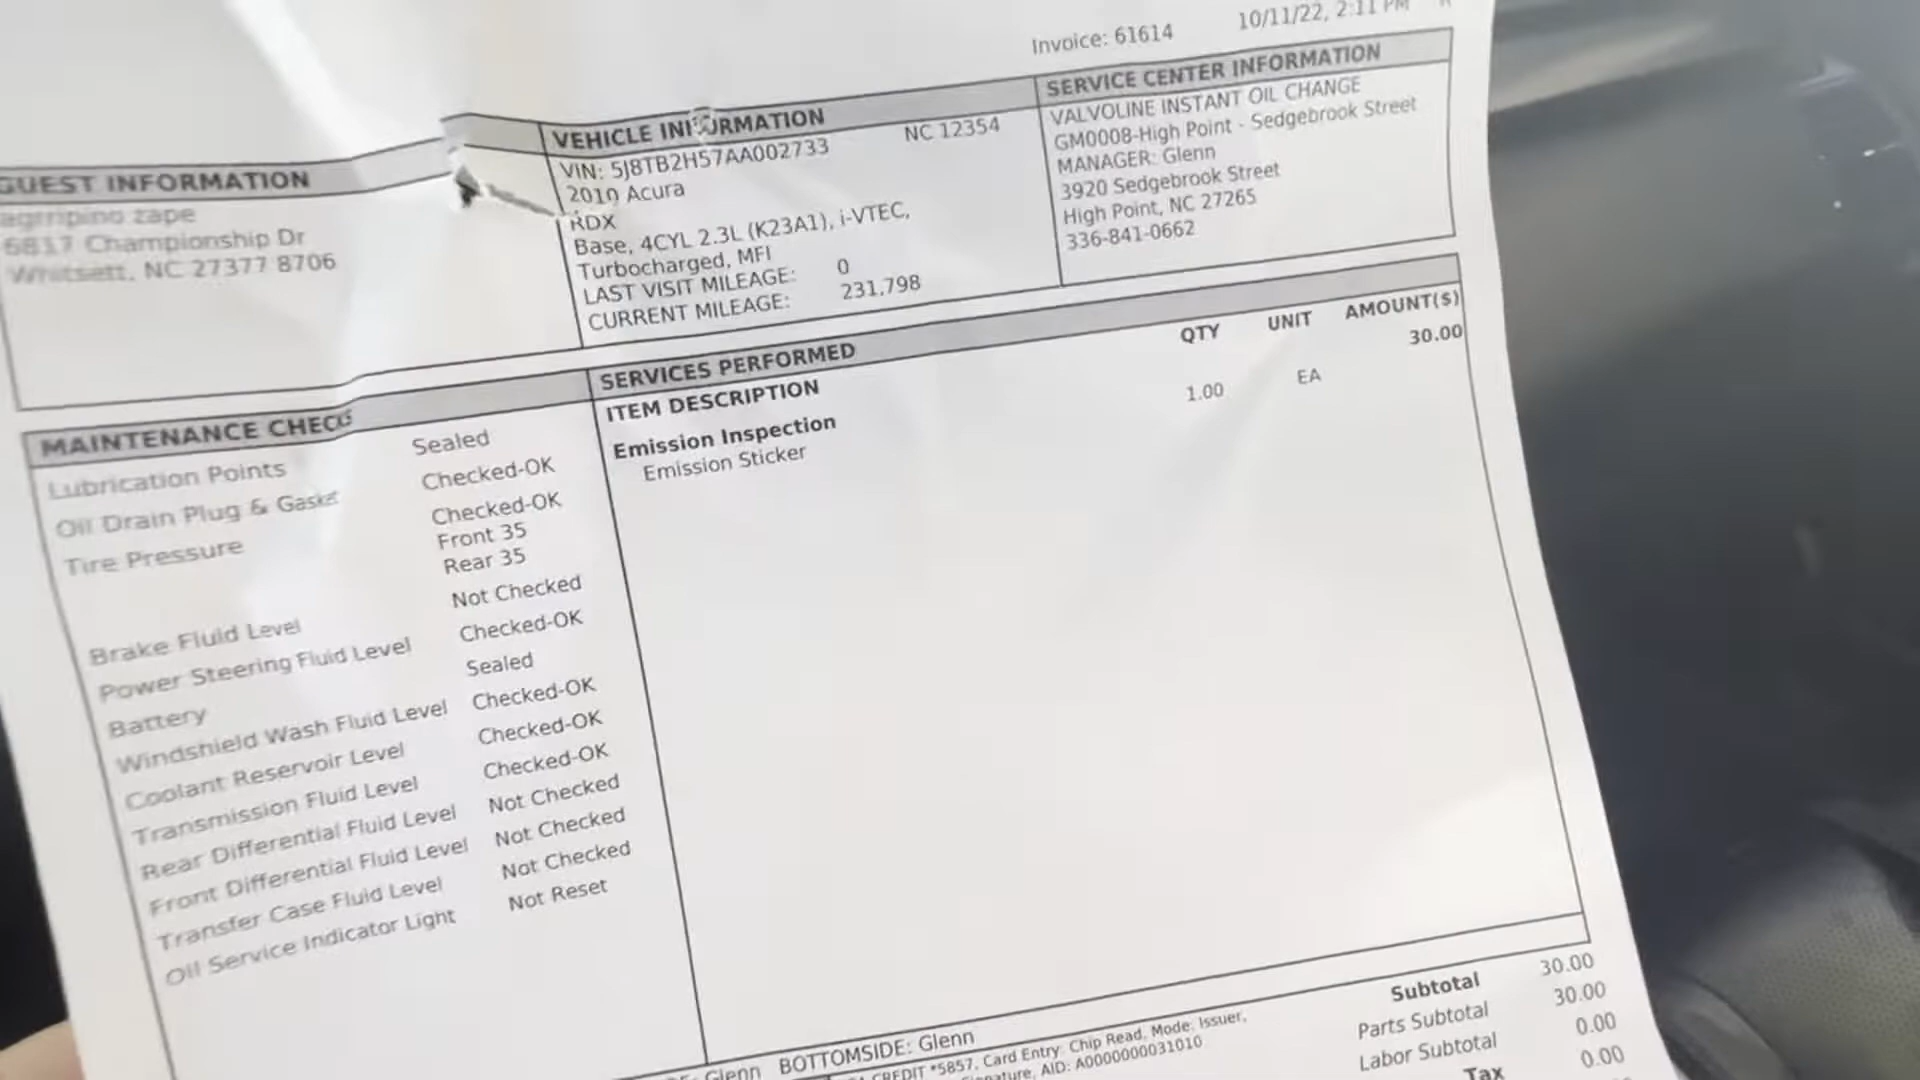 Invoice: 61614 10/11/22, 2:11 PM
GUEST INFORMATION
agrripino zape
6817 Championship Dr
Whitsett, NC 27377 8706
VEHICLE INFORMATION
VIN: 5J8TB2H57AA002733 NC 12354
2010 Acura
RDX
Base, 4CYL 2.3L (K23A1), i-VTEC,
Turbocharged, MFI
LAST VISIT MILEAGE: 0
CURRENT MILEAGE: 231,798
SERVICE CENTER INFORMATION
VALVOLINE INSTANT OIL CHANGE
GM0008-High Point - Sedgebrook Street
MANAGER: Glenn
3920 Sedgebrook Street
High Point, NC 27265
336-841-0662
MAINTENANCE CHECK
Lubrication Points Sealed
Oil Drain Plug & Gasket Checked-OK
Tire Pressure Checked-OK
Front 35
Rear 35
Brake Fluid Level Not Checked
Power Steering Fluid Level Checked-OK
Battery Sealed
Windshield Wash Fluid Level Checked-OK
Coolant Reservoir Level Checked-OK
Transmission Fluid Level Checked-OK
Rear Differential Fluid Level Not Checked
Front Differential Fluid Level Not Checked
Transfer Case Fluid Level Not Checked
Oil Service Indicator Light Not Reset
SERVICES PERFORMED
ITEM DESCRIPTION QTY UNIT AMOUNT($)
Emission Inspection 1.00 EA 30.00
Emission Sticker
Subtotal 30.00
Parts Subtotal 30.00
Labor Subtotal 0.00
Tax 0.00
Glenn BOTTOMSIDE: Glenn
CREDIT *5857, Card Entry: Chip Read, Mode: Issuer,
AID: A0000000031010